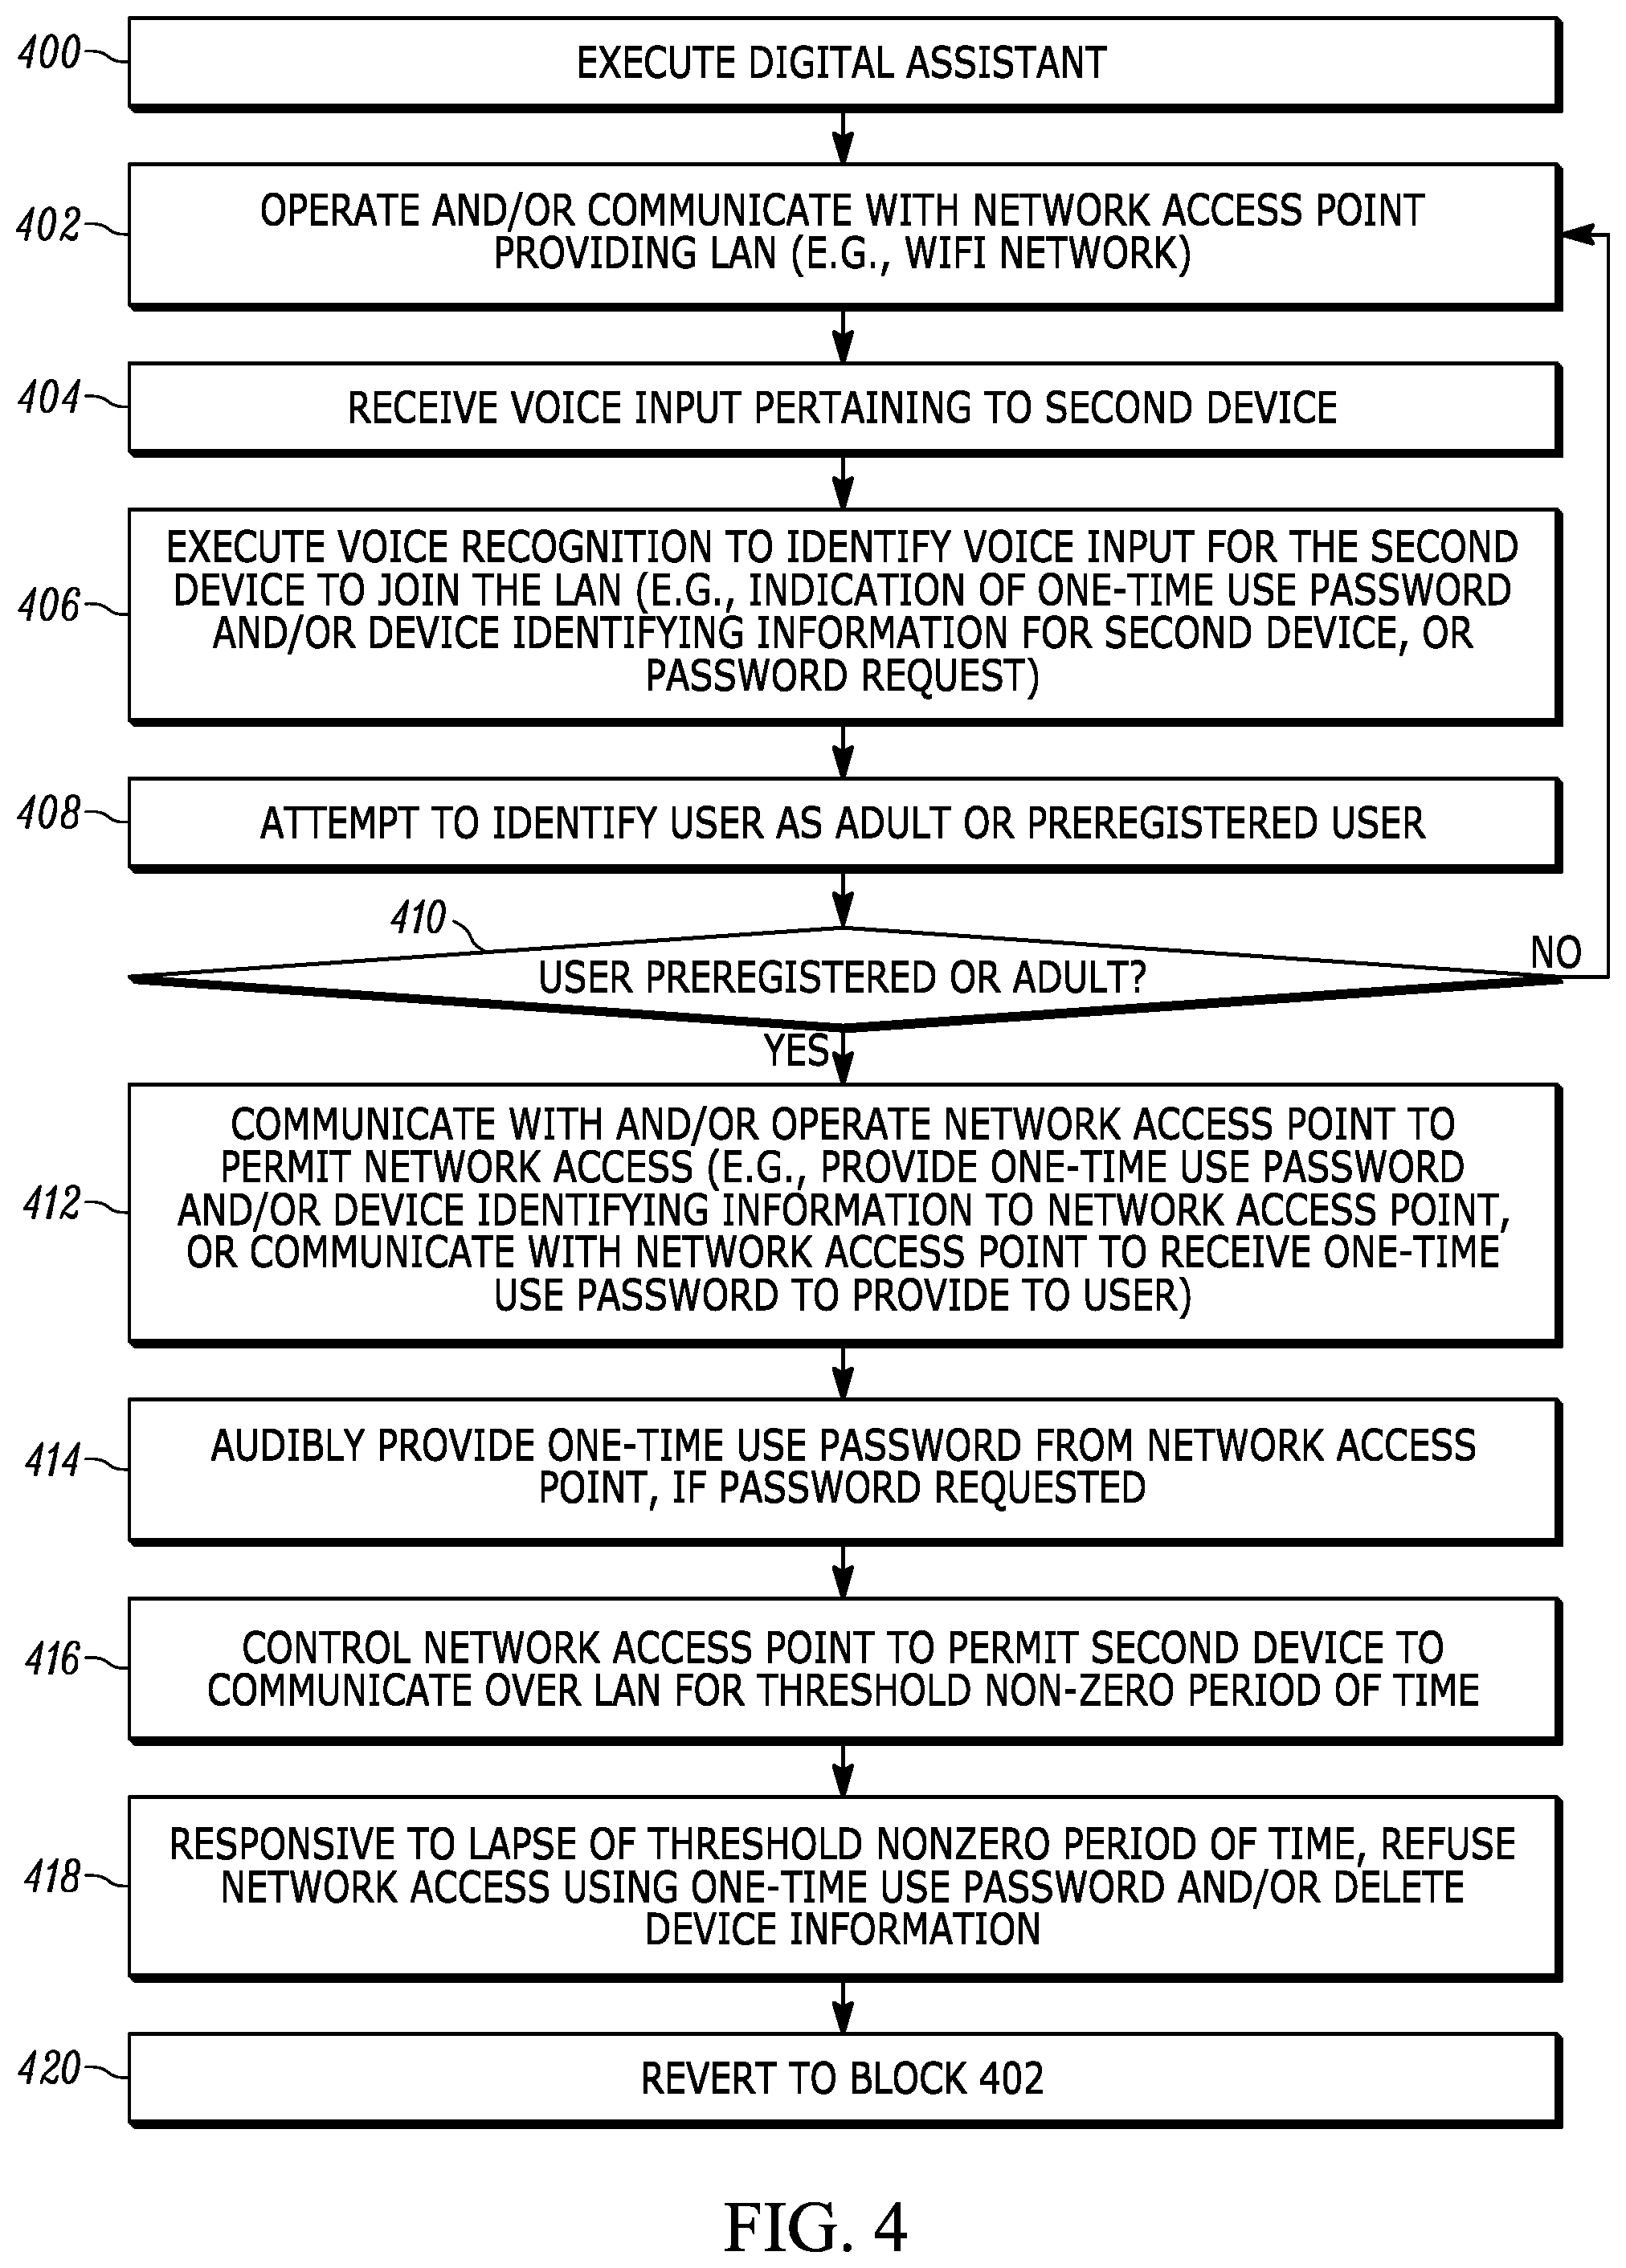 400
EXECUTE DIGITAL ASSISTANT
402
OPERATE AND/OR COMMUNICATE WITH NETWORK ACCESS POINT
PROVIDING LAN (E.G., WIFI NETWORK)
404
RECEIVE VOICE INPUT PERTAINING TO SECOND DEVICE
406
EXECUTE VOICE RECOGNITION TO IDENTIFY VOICE INPUT FOR THE SECOND
DEVICE TO JOIN THE LAN (E.G., INDICATION OF ONE-TIME USE PASSWORD
AND/OR DEVICE IDENTIFYING INFORMATION FOR SECOND DEVICE, OR
PASSWORD REQUEST)
408
ATTEMPT TO IDENTIFY USER AS ADULT OR PREREGISTERED USER
410
USER PREREGISTERED OR ADULT?
NO
YES
412
COMMUNICATE WITH AND/OR OPERATE NETWORK ACCESS POINT TO
PERMIT NETWORK ACCESS (E.G., PROVIDE ONE-TIME USE PASSWORD
AND/OR DEVICE IDENTIFYING INFORMATION TO NETWORK ACCESS POINT,
OR COMMUNICATE WITH NETWORK ACCESS POINT TO RECEIVE ONE-TIME
USE PASSWORD TO PROVIDE TO USER)
414
AUDIBLY PROVIDE ONE-TIME USE PASSWORD FROM NETWORK ACCESS
POINT, IF PASSWORD REQUESTED
416
CONTROL NETWORK ACCESS POINT TO PERMIT SECOND DEVICE TO
COMMUNICATE OVER LAN FOR THRESHOLD NON-ZERO PERIOD OF TIME
418
RESPONSIVE TO LAPSE OF THRESHOLD NONZERO PERIOD OF TIME, REFUSE
NETWORK ACCESS USING ONE-TIME USE PASSWORD AND/OR DELETE
DEVICE INFORMATION
420
REVERT TO BLOCK 402
FIG. 4